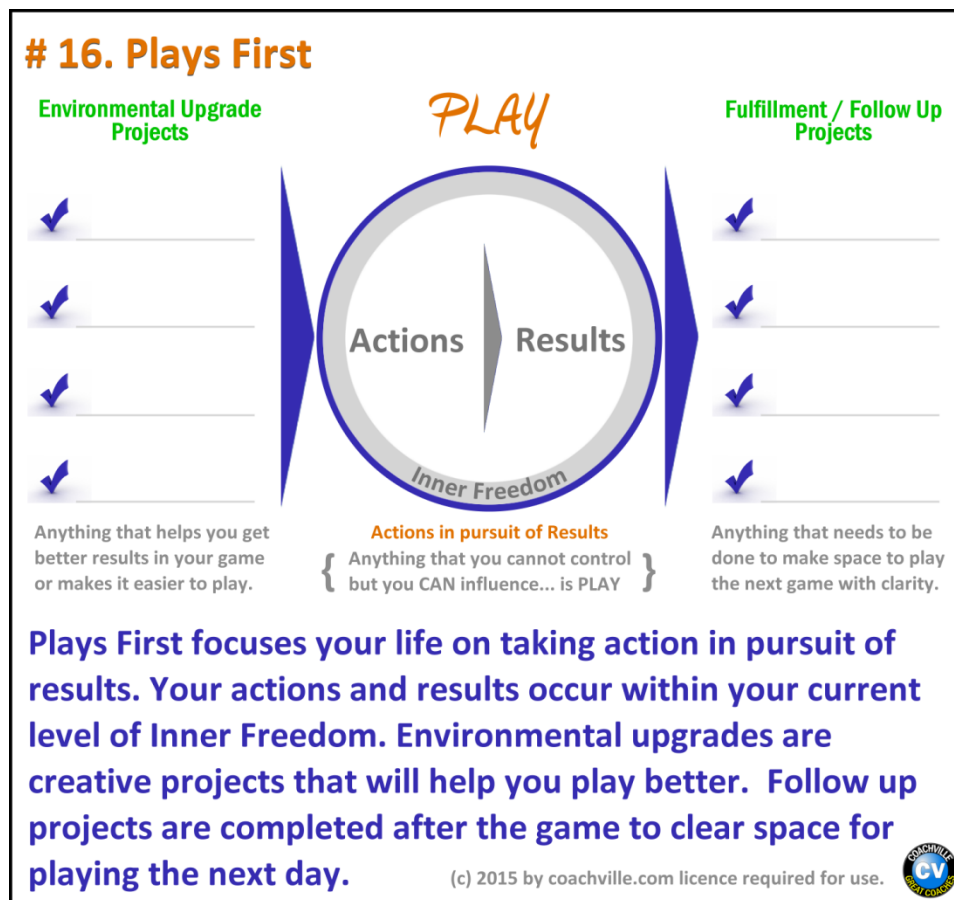 # 16. Plays First
Environmental Upgrade
Projects
PLAY
Fulfillment / Follow Up
Projects
Actions
Results
Inner Freedom
Anything that helps you get
better results in your game
or makes it easier to play.
Actions in pursuit of Results
{ Anything that you cannot control }
but you CAN influence... is PLAY
Anything that needs to be
done to make space to play
the next game with clarity.
Plays First focuses your life on taking action in pursuit of
results. Your actions and results occur within your current
level of Inner Freedom. Environmental upgrades are
creative projects that will help you play better.  Follow up
projects are completed after the game to clear space for
playing the next day.
(c) 2015 by coachville.com licence required for use.
COACHVILLE
CV
GREAT COACHES